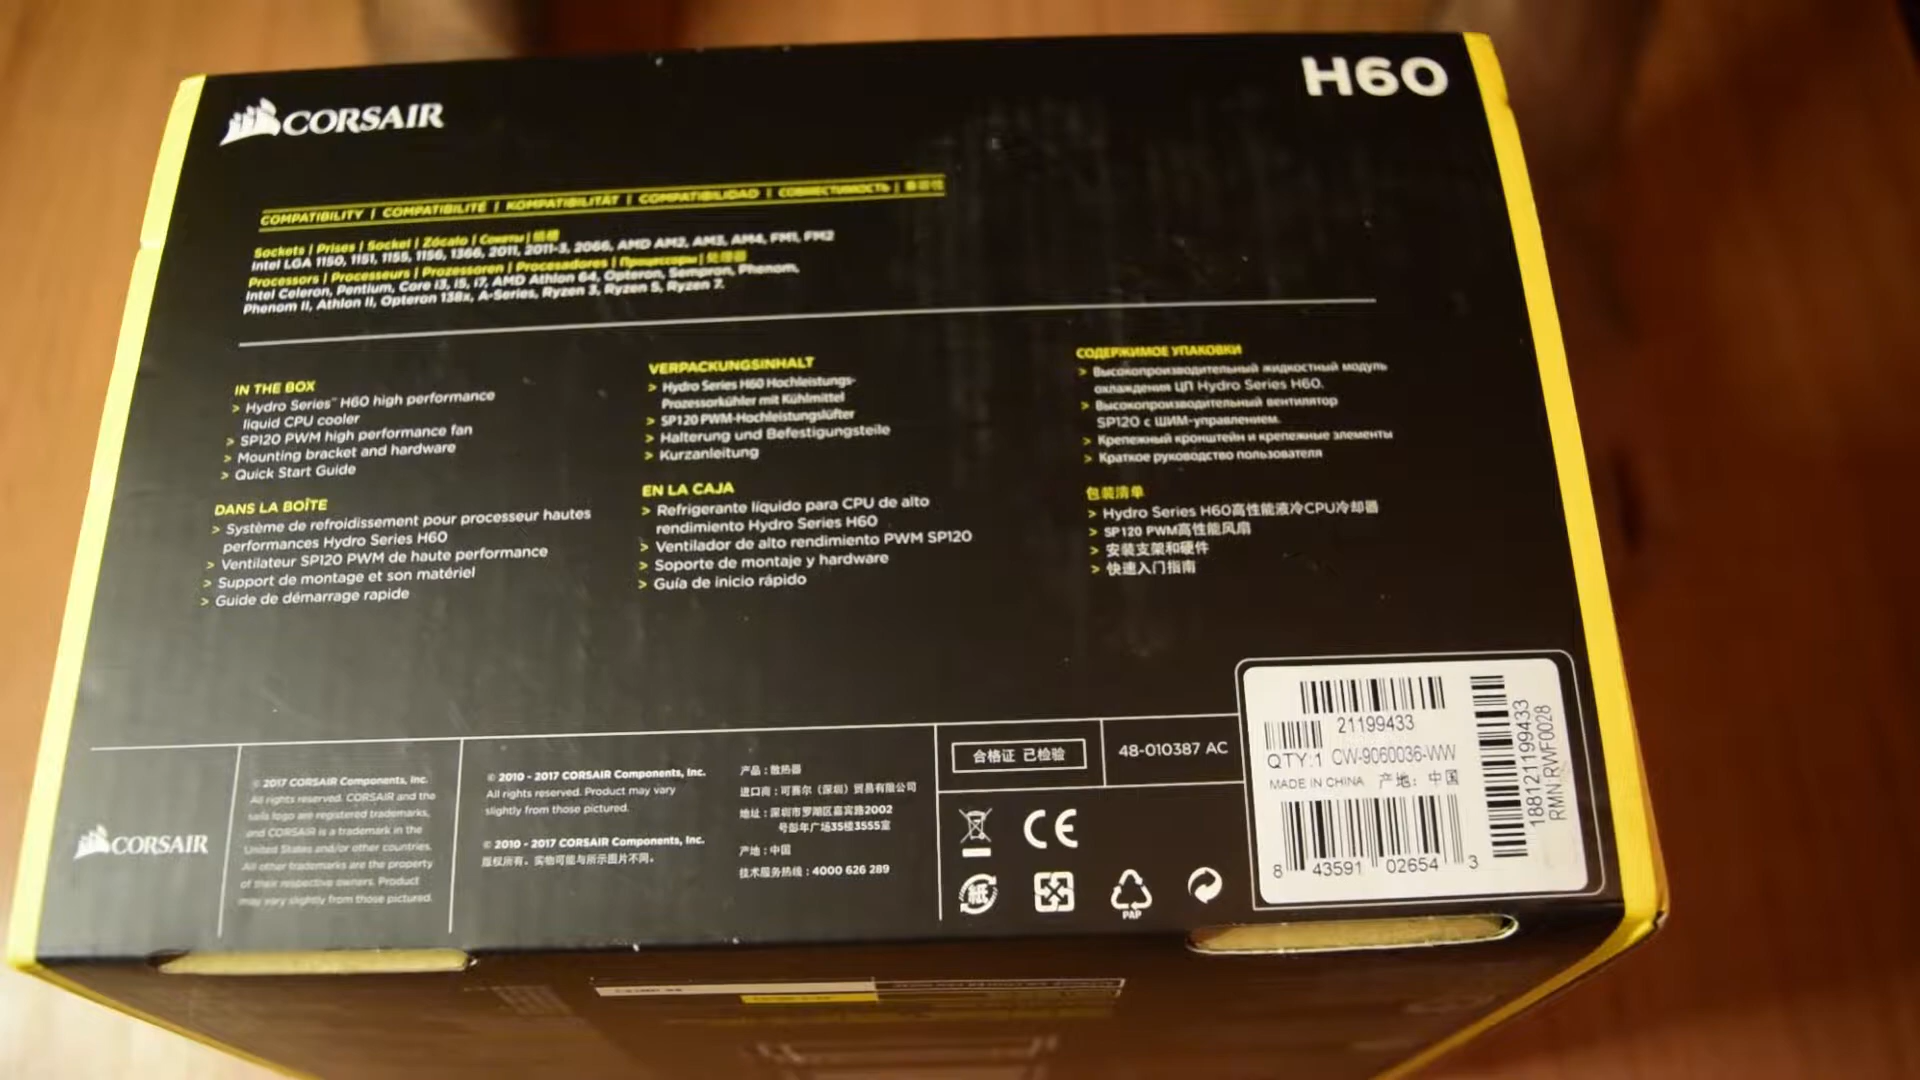 CORSAIR
H60
COMPATIBILITY | COMPATIBILITÉ | KOMPATIBILITÄT | COMPATIBILIDAD | СОВМЕСТИМОСТЬ |
Sockets | Prises | Sockel | Zócalo | Сокеты | 插槽
Intel LGA 1150, 1151, 1155, 1156, 1366, 2011, 2011-3, 2066, AMD AM2, AM3, AM4, FM1, FM2
Processors | Processeurs | Prozessoren | Procesadores | Процессоры | 处理器
Intel Celeron, Pentium, Core i3, i5, i7, AMD Athlon 64, Opteron, Sempron, Phenom,
Phenom II, Athlon II, Opteron 138x, A-Series, Ryzen 3, Ryzen 5, Ryzen 7.
IN THE BOX
> Hydro Series™ H60 high performance
liquid CPU cooler
> SP120 PWM high performance fan
> Mounting bracket and hardware
> Quick Start Guide
DANS LA BOÎTE
> Système de refroidissement pour processeur hautes
performances Hydro Series H60
> Ventilateur SP120 PWM de haute performance
> Support de montage et son matériel
> Guide de démarrage rapide
VERPACKUNGSINHALT
> Hydro Series H60 Hochleistungs-
Prozessorkühler mit Kühlmittel
> SP120 PWM-Hochleistungslüfter
> Halterung und Befestigungsteile
> Kurzanleitung
EN LA CAJA
> Refrigerante líquido para CPU de alto
rendimiento Hydro Series H60
> Ventilador de alto rendimiento PWM SP120
> Soporte de montaje y hardware
> Guía de inicio rápido
СОДЕРЖИМОЕ УПАКОВКИ
> Высокопроизводительный жидкостный модуль
охлаждения ЦП Hydro Series H60.
> Высокопроизводительный вентилятор
SP120 с ШИМ-управлением.
> Крепежный кронштейн и крепежные элементы
> Краткое руководство пользователя
包装清单
> Hydro Series H60高性能液冷CPU冷却器
> SP120 PWM高性能风扇
> 安装支架和硬件
> 快速入门指南
CORSAIR
© 2017 CORSAIR Components, Inc.
All rights reserved. CORSAIR and the
sails logo are registered trademarks,
and CORSAIR is a trademark in the
United States and/or other countries.
All other trademarks are the property
of their respective owners. Product
may vary slightly from those pictured.
© 2010 - 2017 CORSAIR Components, Inc.
All rights reserved. Product may vary
slightly from those pictured.
© 2010 - 2017 CORSAIR Components, Inc.
版权所有。实物可能与所示图片不同。
产品：散热器
进口商：可赛尔（深圳）贸易有限公司
地址：深圳市罗湖区嘉宾路2002
号彭年广场35楼3555室
产地：中国
技术服务热线：4000 626 289
合格证 已检验
48-010387 AC
CE
紙
PAP
21199433
QTY:1 CW-9060036-WW
MADE IN CHINA 产地：中国
8 43591 02654 3
188121199433
RMN:RWF0028